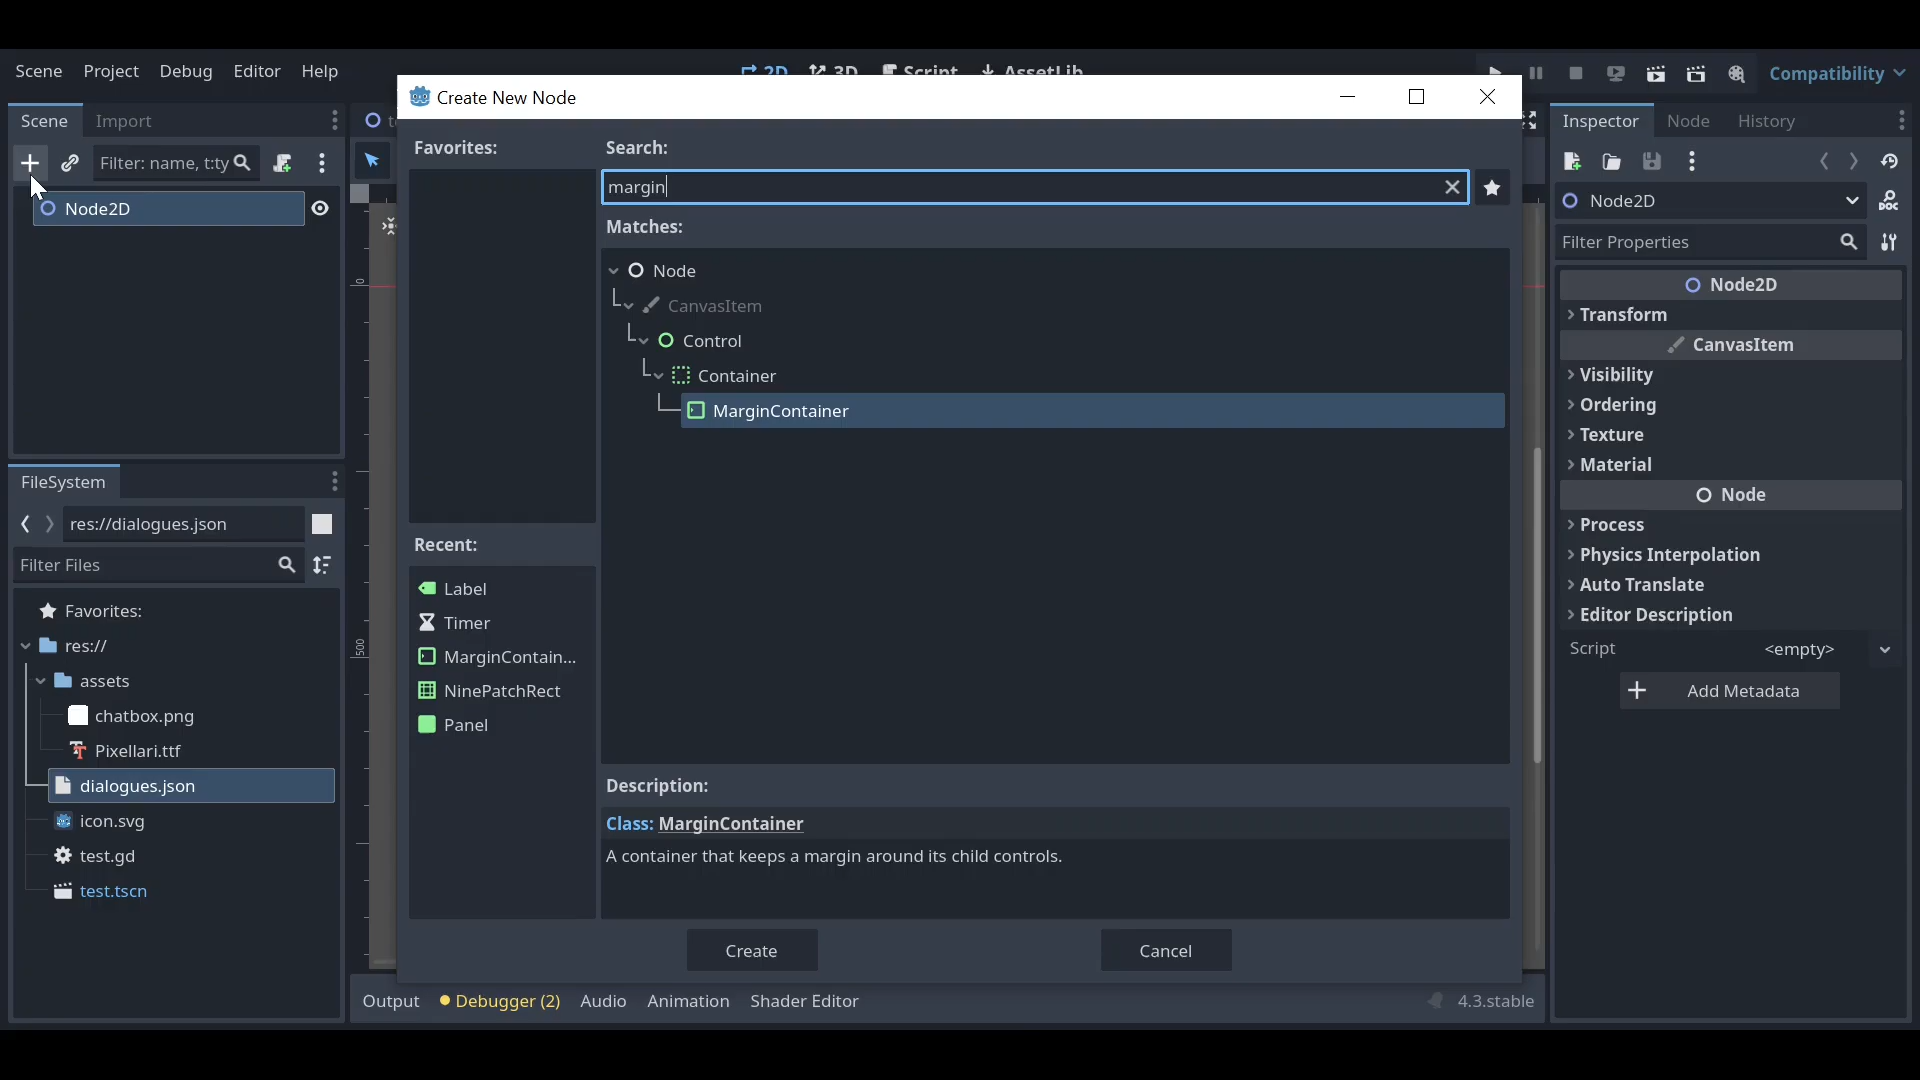 Scene Project Debug Editor Help
2D 3D Script AssetLib
Compatibility
Create New Node
Scene Import
Filter: name, t:ty
Node2D
FileSystem
res://dialogues.json
Filter Files
Favorites:
res://
assets
chatbox.png
Pixellari.ttf
dialogues.json
icon.svg
test.gd
test.tscn
0
500
Favorites:
Recent:
Label
Timer
MarginContain...
NinePatchRect
Panel
Search:
margin
Matches:
Node
CanvasItem
Control
Container
MarginContainer
Description:
Class: MarginContainer
A container that keeps a margin around its child controls.
Create Cancel
Output Debugger (2) Audio Animation Shader Editor 4.3.stable
Inspector Node History
Node2D
Filter Properties
Node2D
Transform
CanvasItem
Visibility
Ordering
Texture
Material
Node
Process
Physics Interpolation
Auto Translate
Editor Description
Script <empty>
Add Metadata